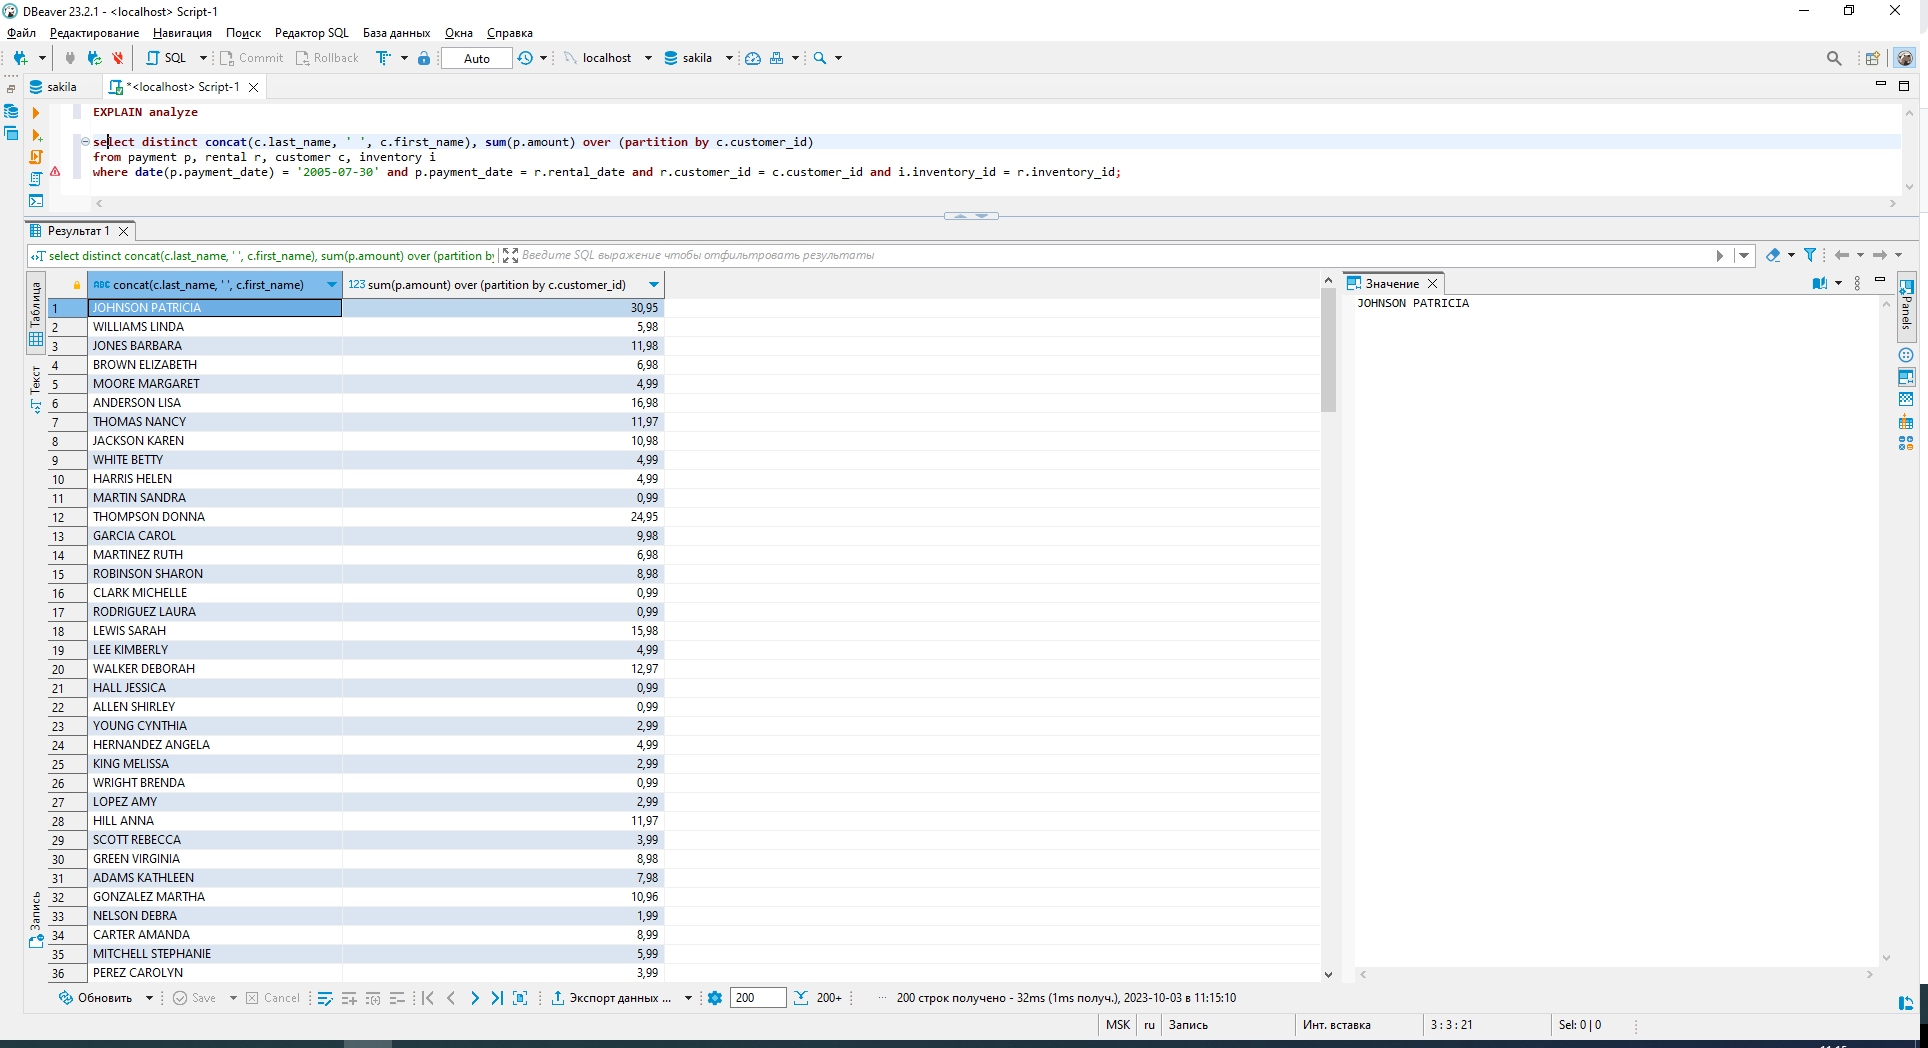 DBeaver 23.2.1 - <localhost> Script-1
Файл Редактирование Навигация Поиск Редактор SQL База данных Окна Справка
SQL Commit Rollback Auto localhost sakila
sakila *<localhost> Script-1
EXPLAIN analyze
select distinct concat(c.last_name, ' ', c.first_name), sum(p.amount) over (partition by c.customer_id)
from payment p, rental r, customer c, inventory i
where date(p.payment_date) = '2005-07-30' and p.payment_date = r.rental_date and r.customer_id = c.customer_id and i.inventory_id = r.inventory_id;
Результат 1
select distinct concat(c.last_name, ' ', c.first_name), sum(p.amount) over (partition by Введите SQL выражение чтобы отфильтровать результаты
Таблица
Текст
Запись
ABC concat(c.last_name, ' ', c.first_name) 123 sum(p.amount) over (partition by c.customer_id)
1 JOHNSON PATRICIA 30,95
2 WILLIAMS LINDA 5,98
3 JONES BARBARA 11,98
4 BROWN ELIZABETH 6,98
5 MOORE MARGARET 4,99
6 ANDERSON LISA 16,98
7 THOMAS NANCY 11,97
8 JACKSON KAREN 10,98
9 WHITE BETTY 4,99
10 HARRIS HELEN 4,99
11 MARTIN SANDRA 0,99
12 THOMPSON DONNA 24,95
13 GARCIA CAROL 9,98
14 MARTINEZ RUTH 6,98
15 ROBINSON SHARON 8,98
16 CLARK MICHELLE 0,99
17 RODRIGUEZ LAURA 0,99
18 LEWIS SARAH 15,98
19 LEE KIMBERLY 4,99
20 WALKER DEBORAH 12,97
21 HALL JESSICA 0,99
22 ALLEN SHIRLEY 0,99
23 YOUNG CYNTHIA 2,99
24 HERNANDEZ ANGELA 4,99
25 KING MELISSA 2,99
26 WRIGHT BRENDA 0,99
27 LOPEZ AMY 2,99
28 HILL ANNA 11,97
29 SCOTT REBECCA 3,99
30 GREEN VIRGINIA 8,98
31 ADAMS KATHLEEN 7,98
32 GONZALEZ MARTHA 10,96
33 NELSON DEBRA 1,99
34 CARTER AMANDA 8,99
35 MITCHELL STEPHANIE 5,99
36 PEREZ CAROLYN 3,99
Значение
JOHNSON PATRICIA
Panels
Обновить Save Cancel Экспорт данных ... 200 200+ ... 200 строк получено - 32ms (1ms получ.), 2023-10-03 в 11:15:10
MSK ru Запись Инт. вставка 3 : 3 : 21 Sel: 0 | 0